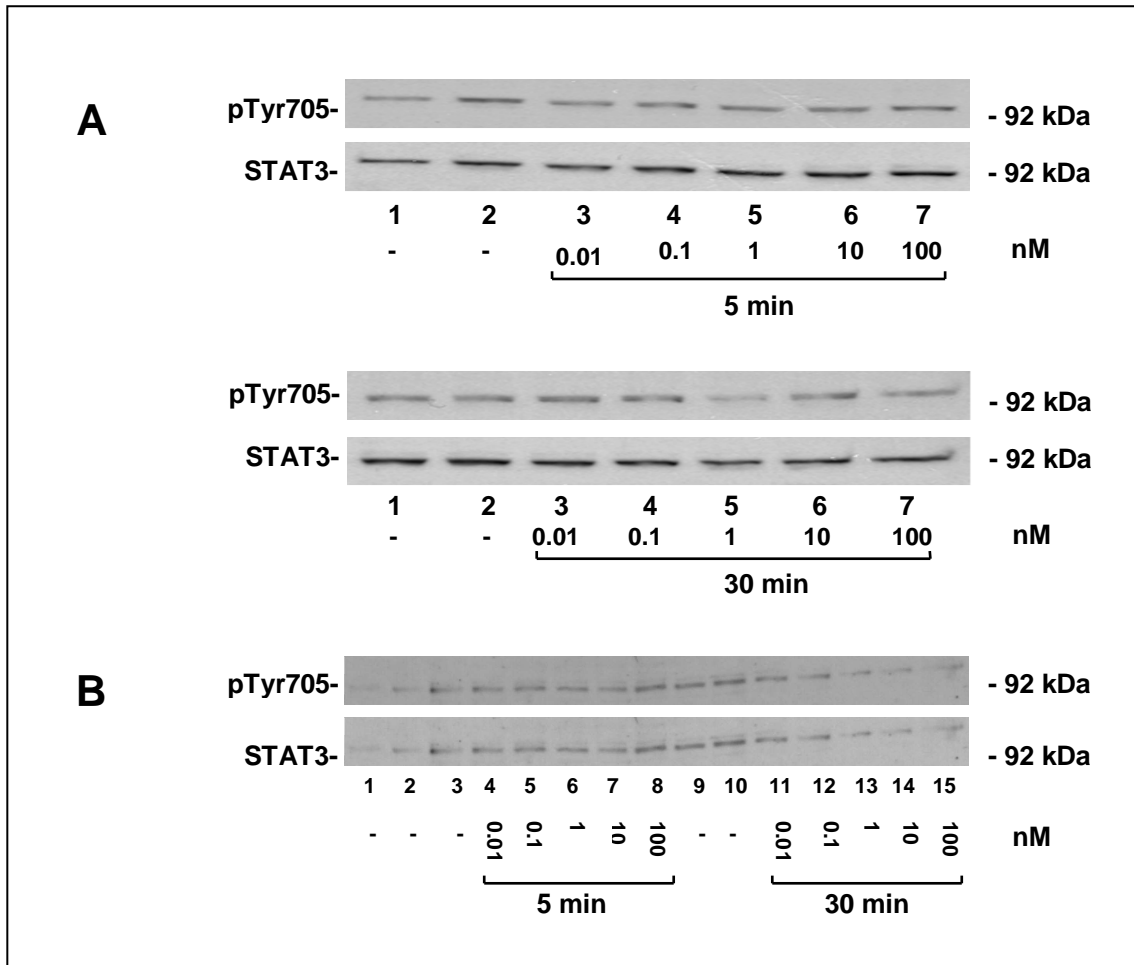 A
pTyr705-
- 92 kDa
STAT3-
- 92 kDa
1 2 3 4 5 6 7
- - 0.01 0.1 1 10 100 nM
5 min
pTyr705-
- 92 kDa
STAT3-
- 92 kDa
1 2 3 4 5 6 7
- - 0.01 0.1 1 10 100 nM
30 min
B
pTyr705-
- 92 kDa
STAT3-
- 92 kDa
1 2 3 4 5 6 7 8 9 10 11 12 13 14 15
- - - 0.01 0.1 1 10 100 - - 0.01 0.1 1 10 100 nM
5 min 30 min